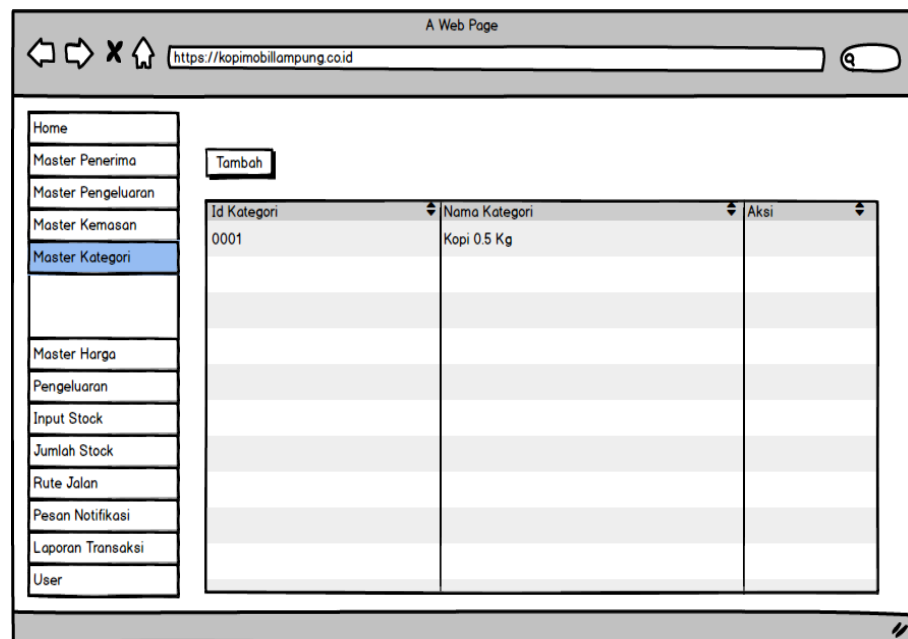 A Web Page
https://kopimobillampung.co.id
Home
Master Penerima
Master Pengeluaran
Master Kemasan
Master Kategori
Master Harga
Pengeluaran
Input Stock
Jumlah Stock
Rute Jalan
Pesan Notifikasi
Laporan Transaksi
User
Tambah
Id Kategori Nama Kategori Aksi
0001 Kopi 0.5 Kg